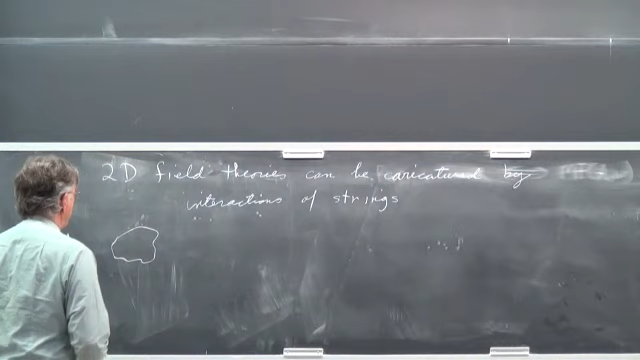 2D field theories can be caricatured by
interactions of strings